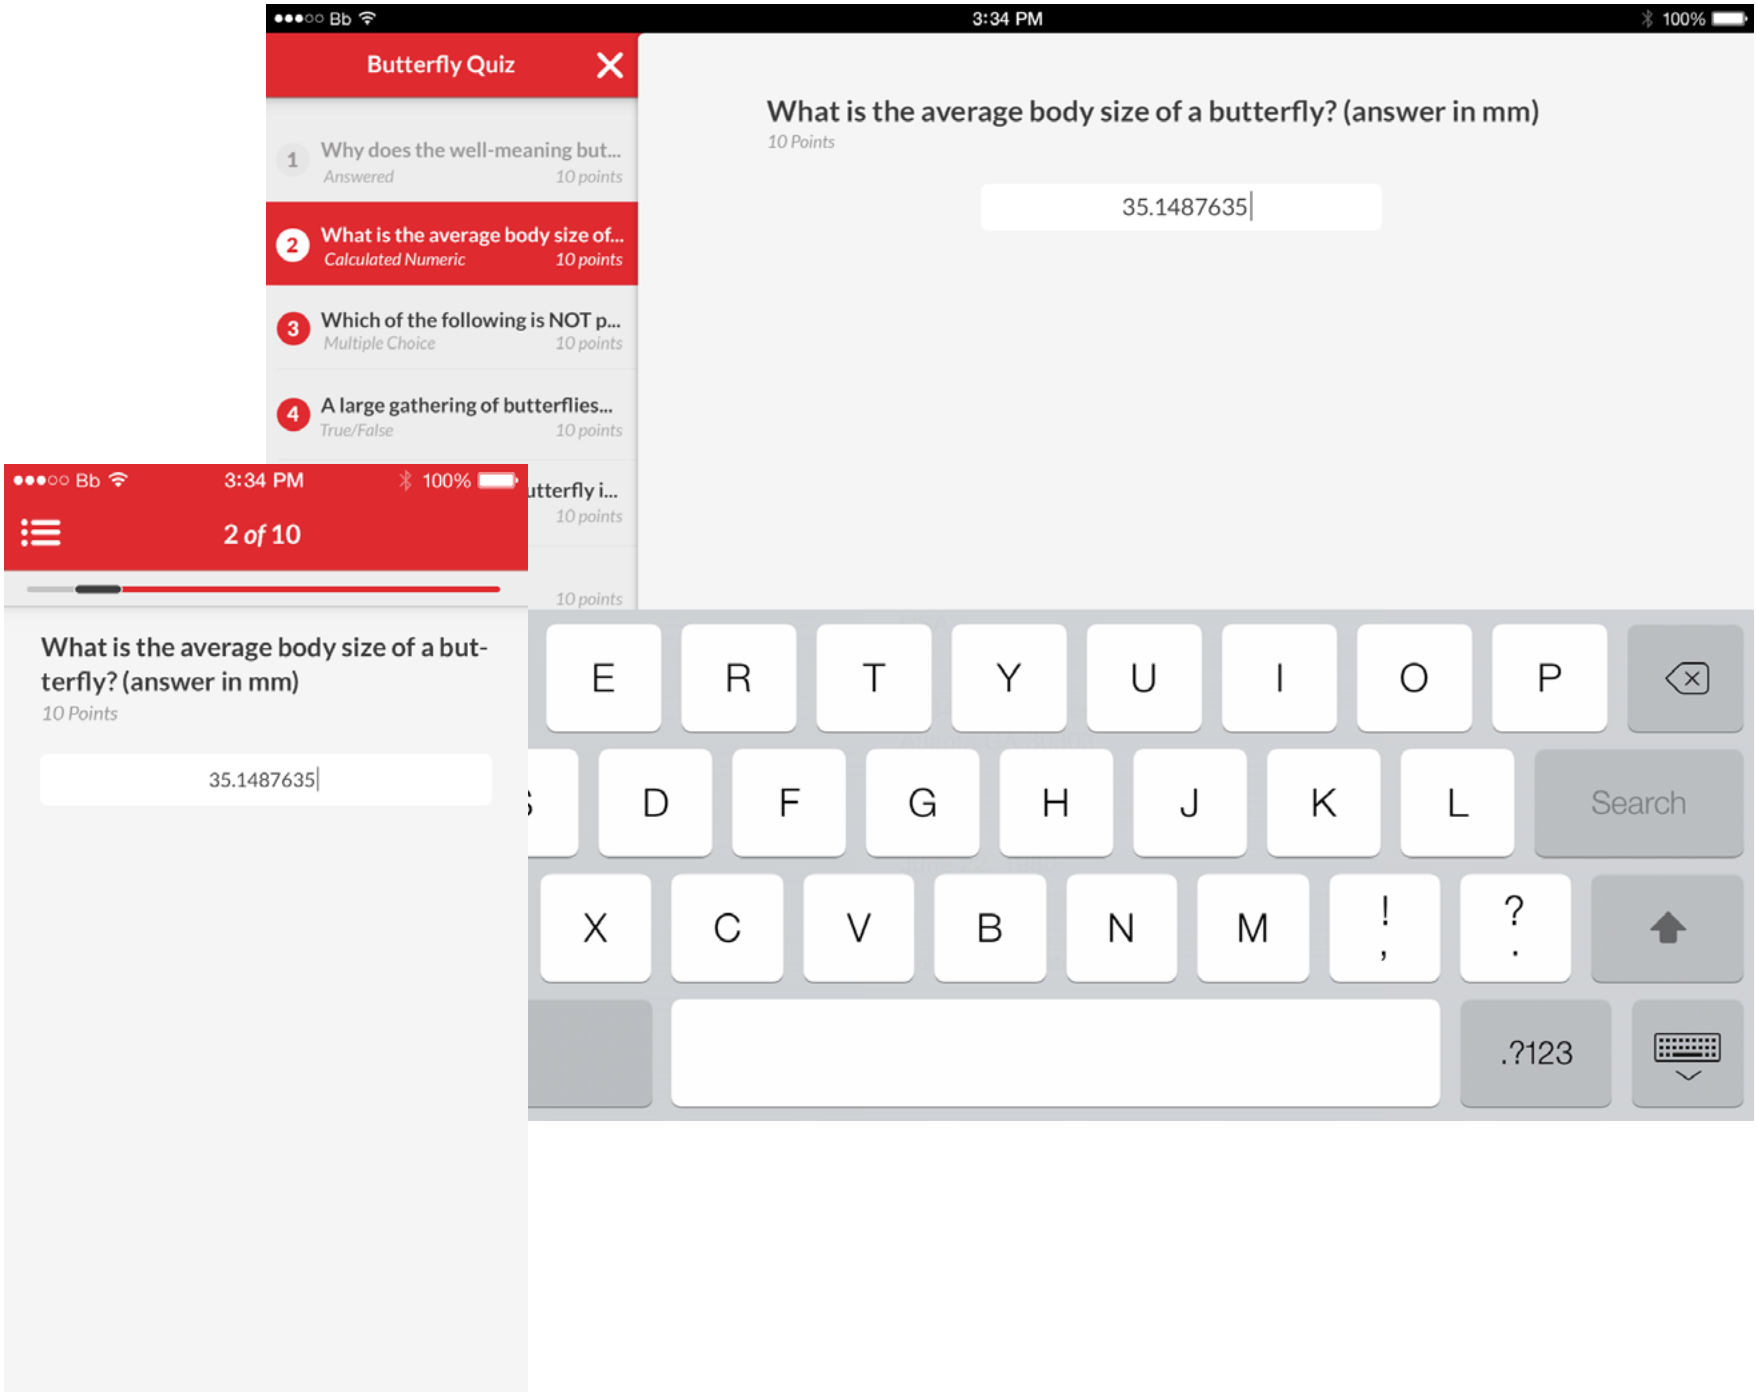 Bb 3:34 PM 100%
Butterfly Quiz
1 Why does the well-meaning but...
Answered 10 points
2 What is the average body size of...
Calculated Numeric 10 points
3 Which of the following is NOT p...
Multiple Choice 10 points
4 A large gathering of butterflies...
True/False 10 points
utterfly i...
10 points
10 points
What is the average body size of a butterfly? (answer in mm)
10 Points
35.1487635
E R T Y U I O P
D F G H J K L Search
X C V B N M ! , ? .
.?123
Bb 3:34 PM 100%
2 of 10
What is the average body size of a but-
terfly? (answer in mm)
10 Points
35.1487635